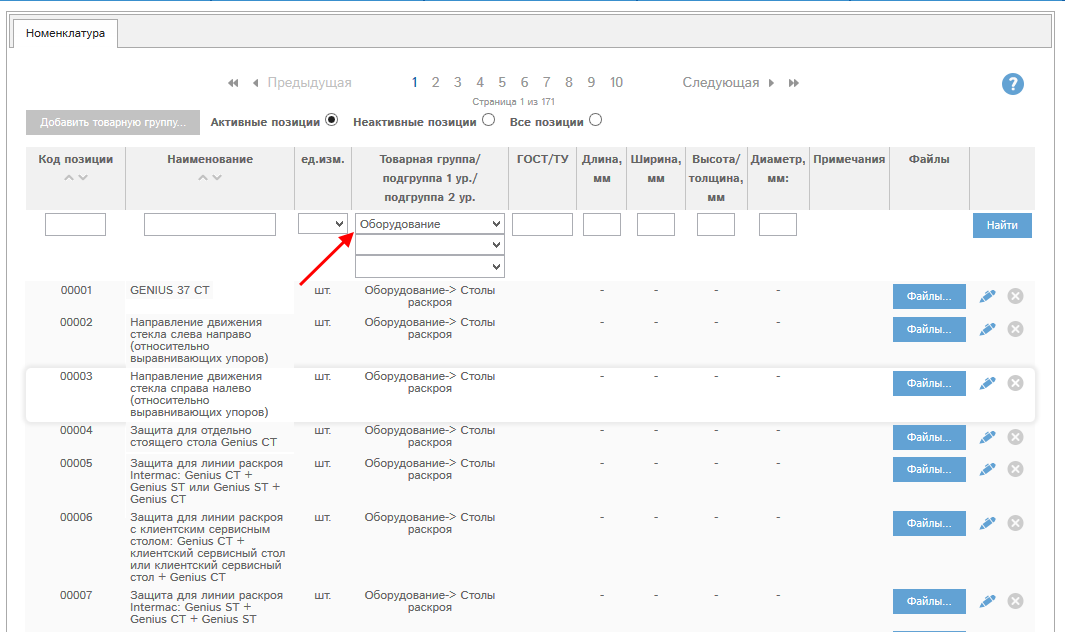 Номенклатура
Предыдущая 1 2 3 4 5 6 7 8 9 10 Следующая
?
Страница 1 из 171
Добавить товарную группу... Активные позиции Неактивные позиции Все позиции
Код позиции Наименование ед.изм. Товарная группа/ ГОСТ/ТУ Длина, Ширина, Высота/ Диаметр, Примечания Файлы
подгруппа 1 ур./ мм мм толщина, мм:
подгруппа 2 ур. мм
Оборудование Найти
00001 GENIUS 37 CT шт. Оборудование-> Столы - - - - Файлы...
раскроя
00002 Направление движения шт. Оборудование-> Столы - - - - Файлы...
стекла слева направо раскроя
(относительно
выравнивающих упоров)
00003 Направление движения шт. Оборудование-> Столы - - - - Файлы...
стекла справа налево раскроя
(относительно
выравнивающих упоров)
00004 Защита для отдельно шт. Оборудование-> Столы - - - - Файлы...
стоящего стола Genius CT раскроя
00005 Защита для линии раскроя шт. Оборудование-> Столы - - - - Файлы...
Intermac: Genius CT + раскроя
Genius ST или Genius ST +
Genius CT
00006 Защита для линии раскроя шт. Оборудование-> Столы - - - - Файлы...
с клиентским сервисным раскроя
столом: Genius CT +
клиентский сервисный стол
или клиентский сервисный
стол + Genius CT
00007 Защита для линии раскроя шт. Оборудование-> Столы - - - - Файлы...
Intermac: Genius ST + раскроя
Genius CT + Genius ST